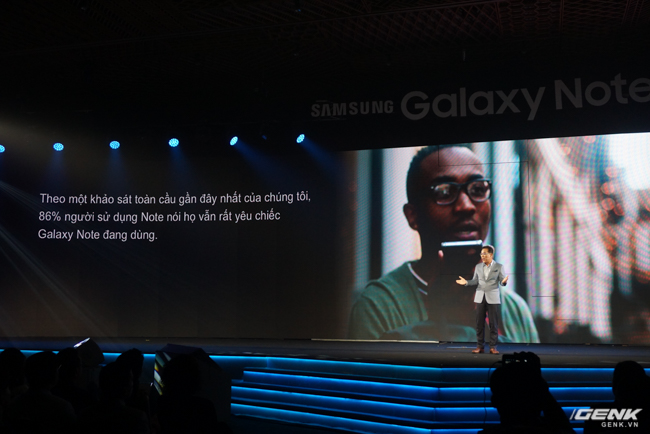 SAMSUNG Galaxy Note
Theo một khảo sát toàn cầu gần đây nhất của chúng tôi,
86% người sử dụng Note nói họ vẫn rất yêu chiếc
Galaxy Note đang dùng.
GENK
GENK.VN